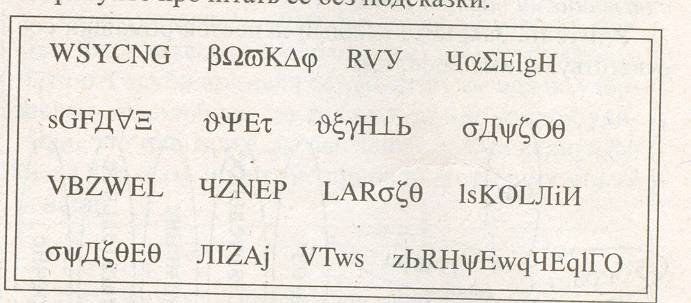 WSYCNG βΩϖKΔφ RVУ ЧαΣElgH
sGFД∀Ξ ϑΨEτ ϑξγH⊥Ь σДψζOθ
VBZWEL ЧZNEP LARσζθ lsKOLЛiИ
σψДζθEθ ЛIZAj VTws zЬRHψEwqЧEqlГO